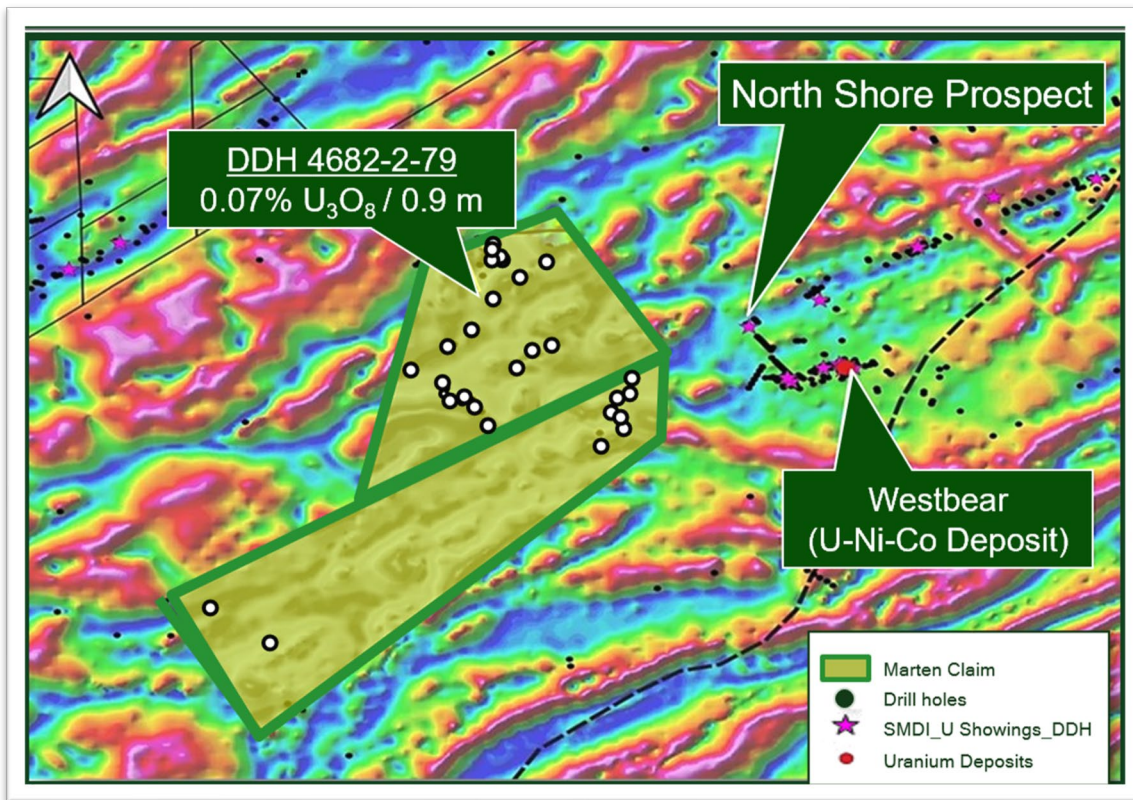 North Shore Prospect
DDH 4682-2-79
0.07% U₃O₈ / 0.9 m
Westbear
(U-Ni-Co Deposit)
Marten Claim
Drill holes
SMDI_U Showings_DDH
Uranium Deposits